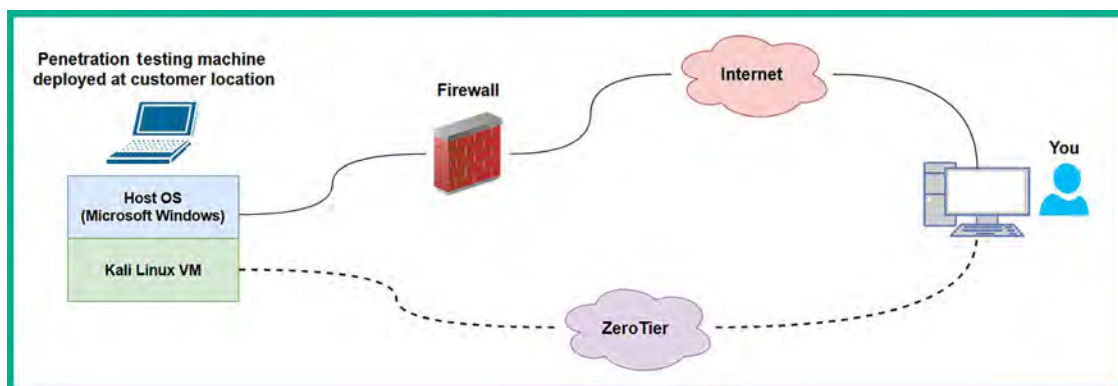 Penetration testing machine
deployed at customer location
Firewall
Internet
You
Host OS
(Microsoft Windows)
Kali Linux VM
ZeroTier